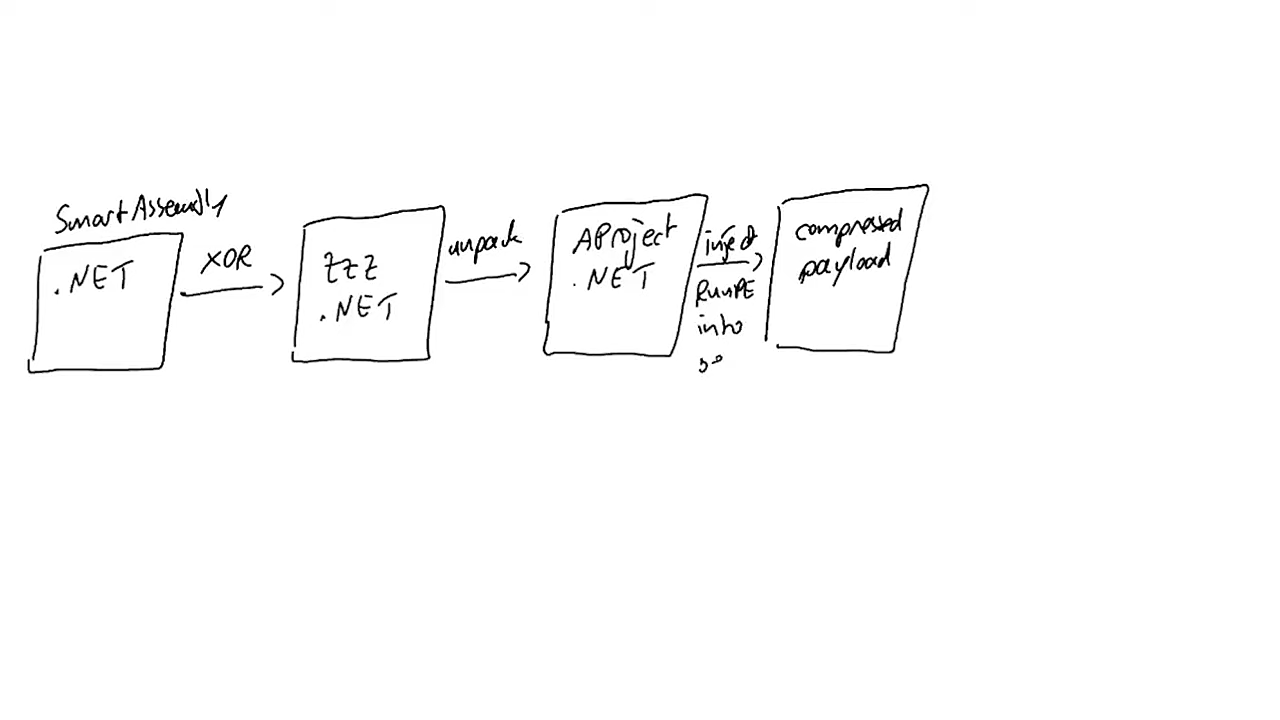 SmartAssembly
.NET
XOR
zzz
.NET
unpack
AProject
.NET
inject
RunPE
into
compressed
payload